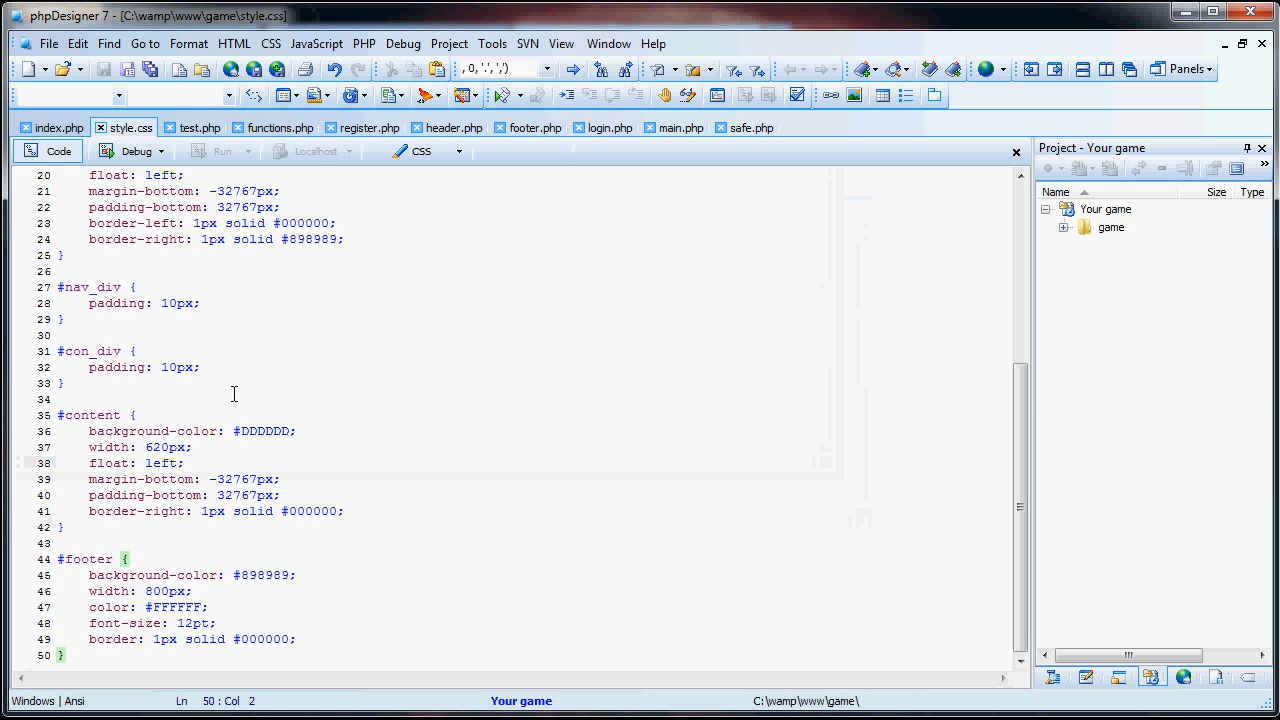 phpDesigner 7 - [C:\wamp\www\game\style.css]
File Edit Find Go to Format HTML CSS JavaScript PHP Debug Project Tools SVN View Window Help
, 0, '.', ',') Panels
index.php style.css test.php functions.php register.php header.php footer.php login.php main.php safe.php
Code Debug Run Localhost CSS
20 float: left;
21 margin-bottom: -32767px;
22 padding-bottom: 32767px;
23 border-left: 1px solid #000000;
24 border-right: 1px solid #898989;
25 }
26
27 #nav_div {
28 padding: 10px;
29 }
30
31 #con_div {
32 padding: 10px;
33 }
34
35 #content {
36 background-color: #DDDDDD;
37 width: 620px;
38 float: left;
39 margin-bottom: -32767px;
40 padding-bottom: 32767px;
41 border-right: 1px solid #000000;
42 }
43
44 #footer {
45 background-color: #898989;
46 width: 800px;
47 color: #FFFFFF;
48 font-size: 12pt;
49 border: 1px solid #000000;
50 }
Project - Your game
Name Size Type
Your game
game
Windows | Ansi Ln 50 : Col 2 Your game C:\wamp\www\game\